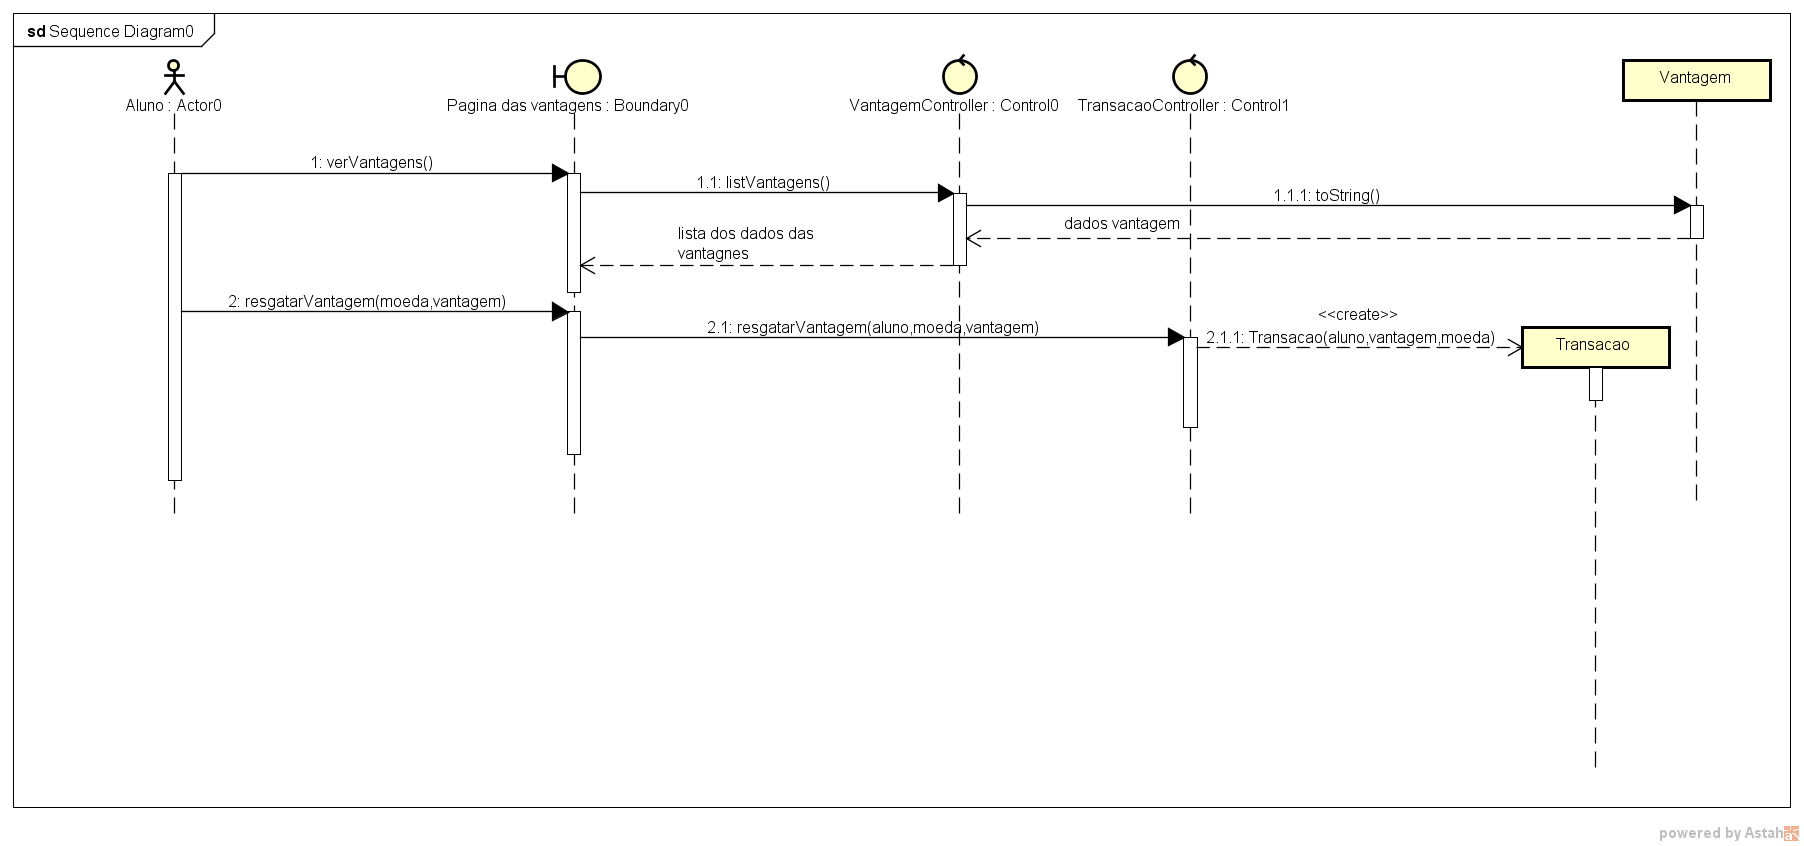 sd Sequence Diagram0
Aluno : Actor0
Pagina das vantagens : Boundary0
VantagemController : Control0
TransacaoController : Control1
Vantagem
1: verVantagens()
1.1: listVantagens()
1.1.1: toString()
dados vantagem
lista dos dados das
vantagnes
2: resgatarVantagem(moeda,vantagem)
2.1: resgatarVantagem(aluno,moeda,vantagem)
<<create>>
2.1.1: Transacao(aluno,vantagem,moeda)
Transacao
powered by Astah